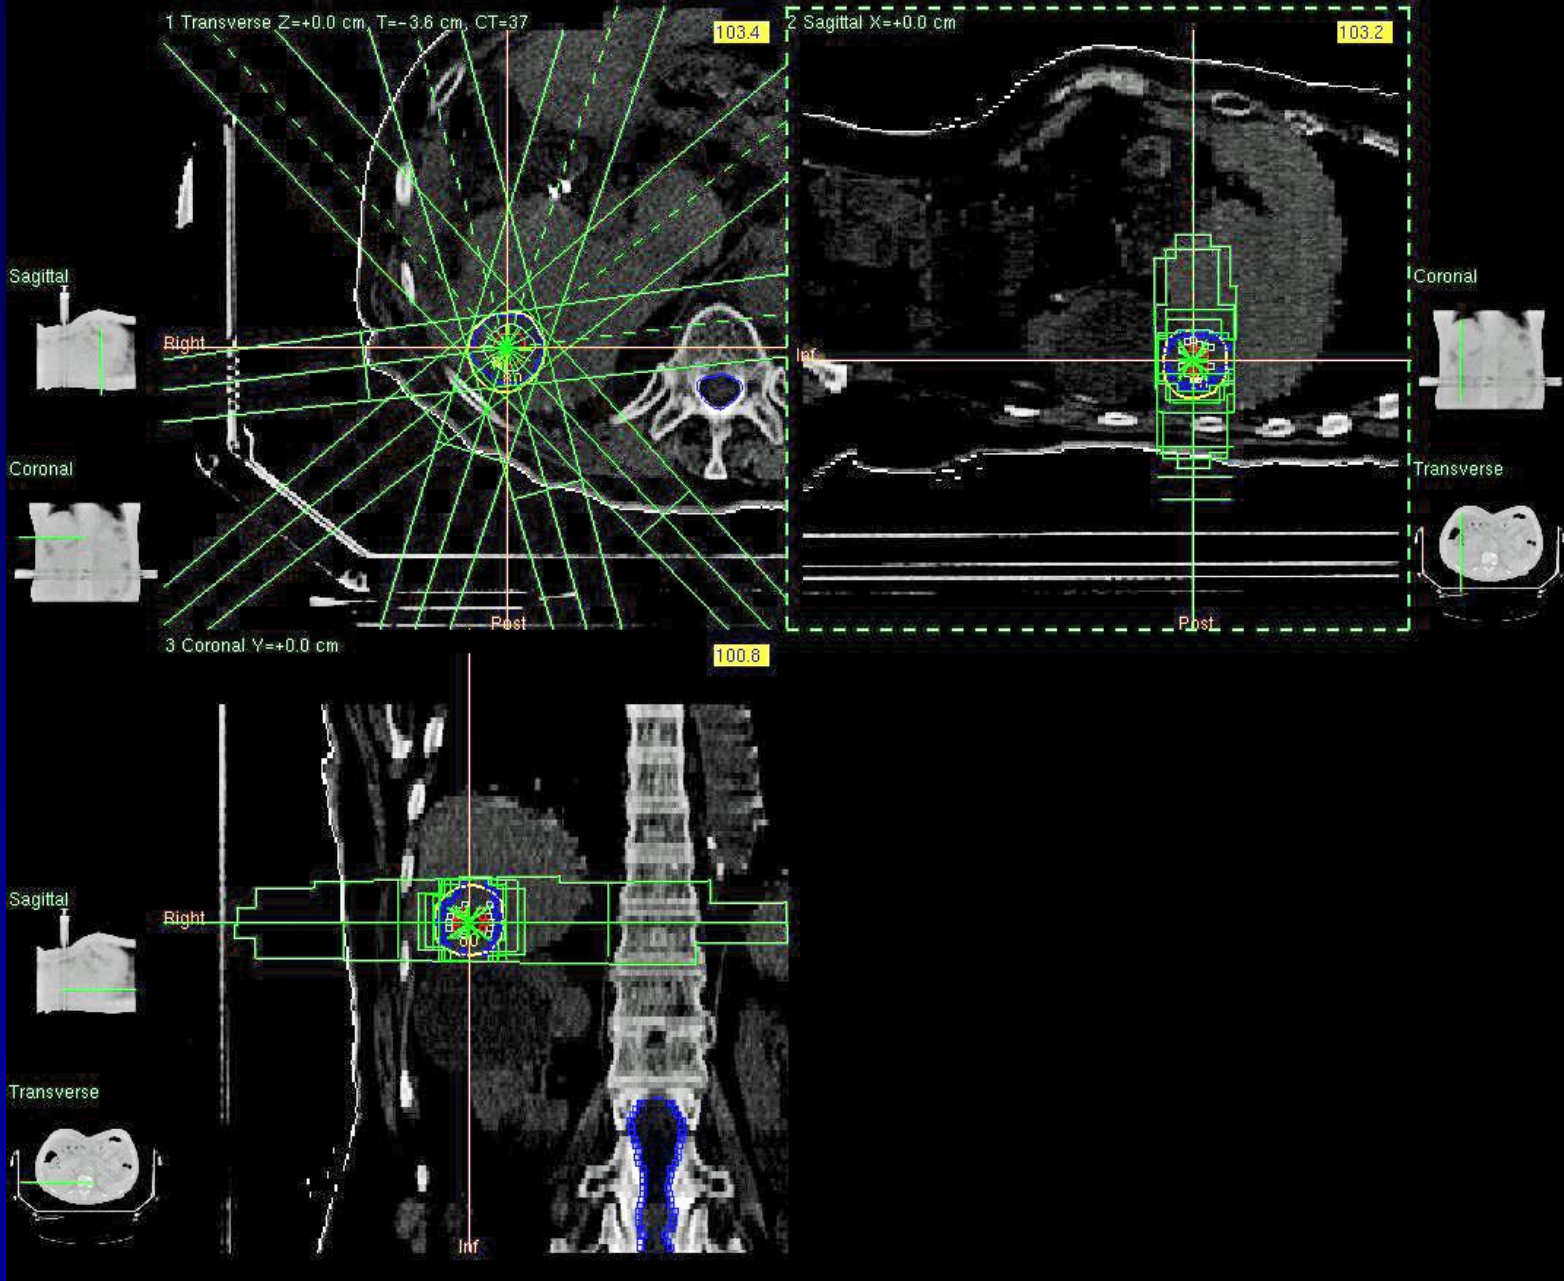 1 Transverse Z=+0.0 cm, T=−3.6 cm, CT=37
103.4
2 Sagittal X=+0.0 cm
103.2
Sagittal
Coronal
Right
Inf
Coronal
Transverse
Post
Post
3 Coronal Y=+0.0 cm
100.8
Sagittal
Right
Transverse
Inf